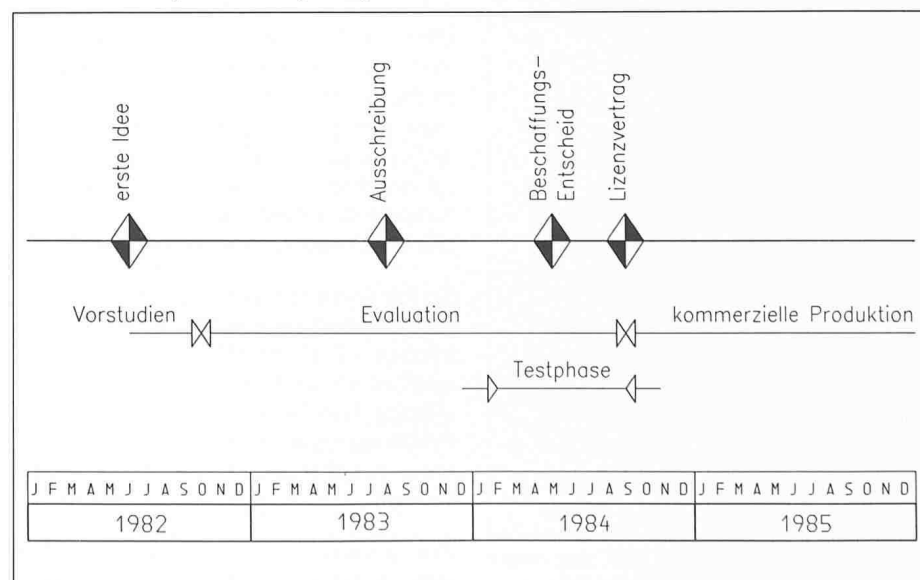 erste Idee
Ausschreibung
Beschaffungs-
Entscheid
Lizenzvertrag
Vorstudien
Evaluation
kommerzielle Produktion
Testphase
J F M A M J J A S O N D J F M A M J J A S O N D J F M A M J J A S O N D J F M A M J J A S O N D
1982 1983 1984 1985